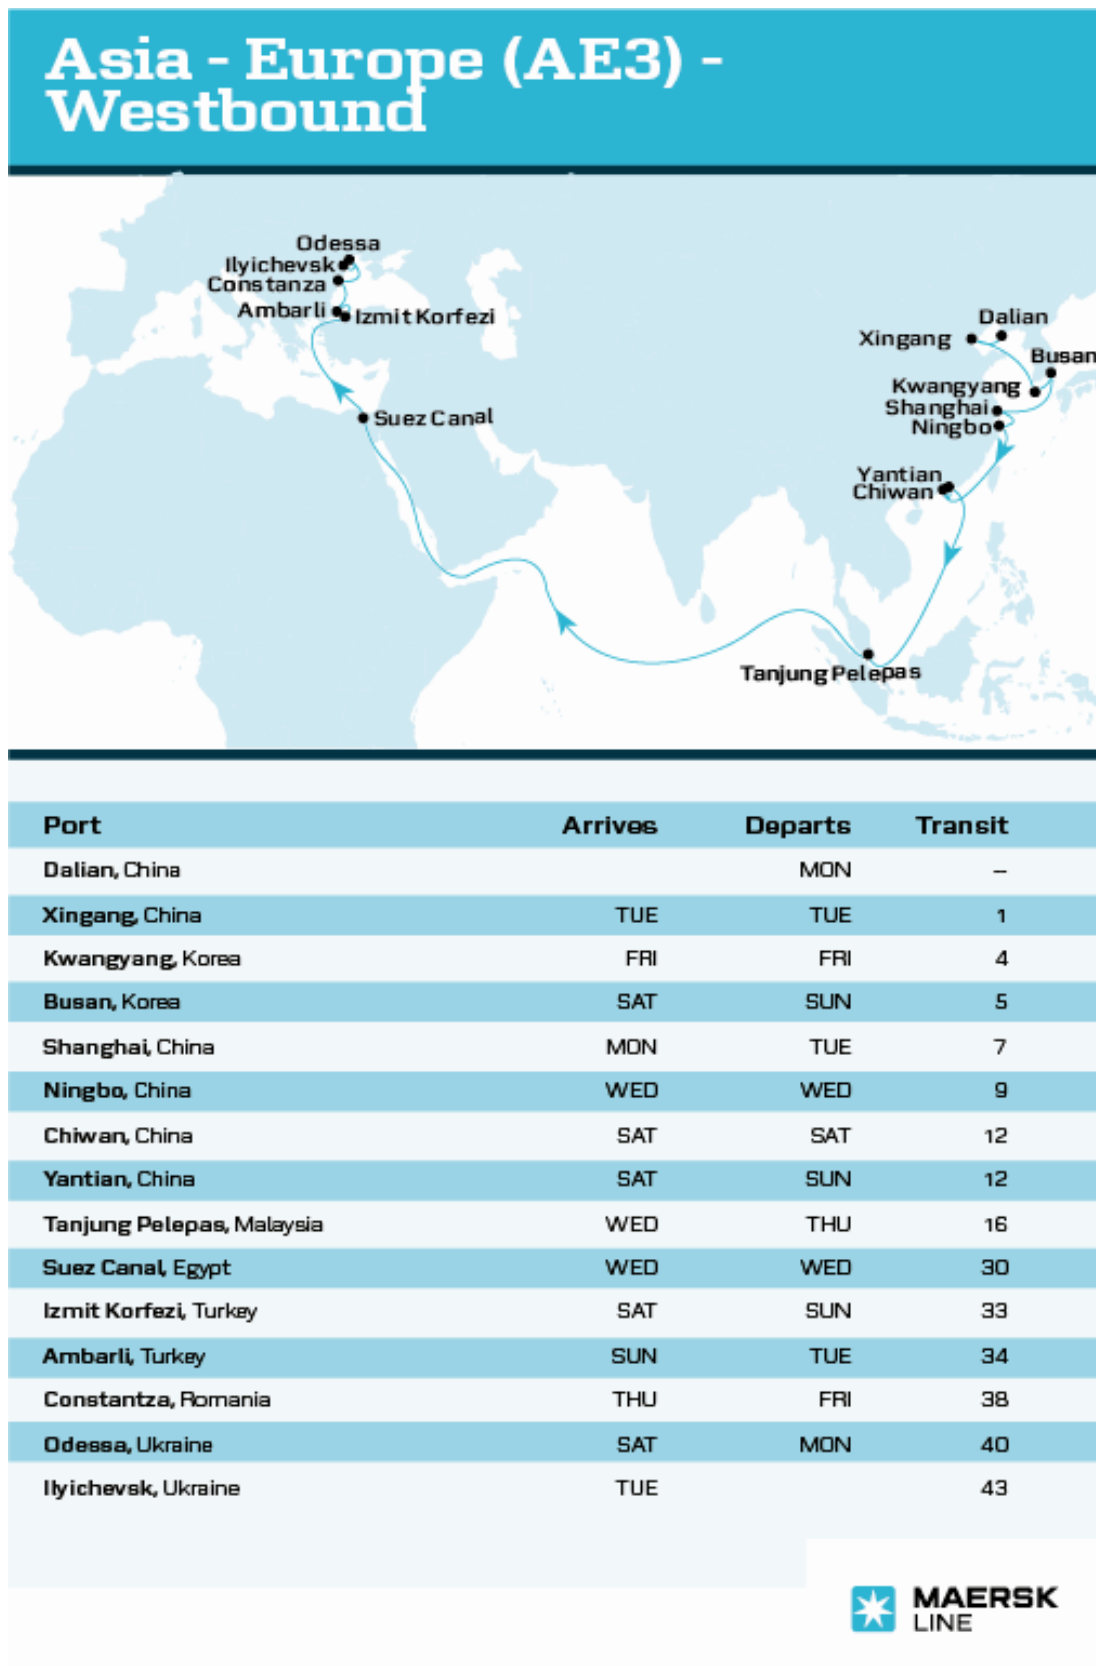 Asia - Europe (AE3) -
Westbound
Odessa
Ilyichevsk
Constanza
Ambarli
Izmit Korfezi
Suez Canal
Dalian
Xingang
Busan
Kwangyang
Shanghai
Ningbo
Yantian
Chiwan
Tanjung Pelepas
Port Arrives Departs Transit
Dalian, China MON –
Xingang, China TUE TUE 1
Kwangyang, Korea FRI FRI 4
Busan, Korea SAT SUN 5
Shanghai, China MON TUE 7
Ningbo, China WED WED 9
Chiwan, China SAT SAT 12
Yantian, China SAT SUN 12
Tanjung Pelepas, Malaysia WED THU 16
Suez Canal, Egypt WED WED 30
Izmit Korfezi, Turkey SAT SUN 33
Ambarli, Turkey SUN TUE 34
Constantza, Romania THU FRI 38
Odessa, Ukraine SAT MON 40
Ilyichevsk, Ukraine TUE 43
MAERSK
LINE